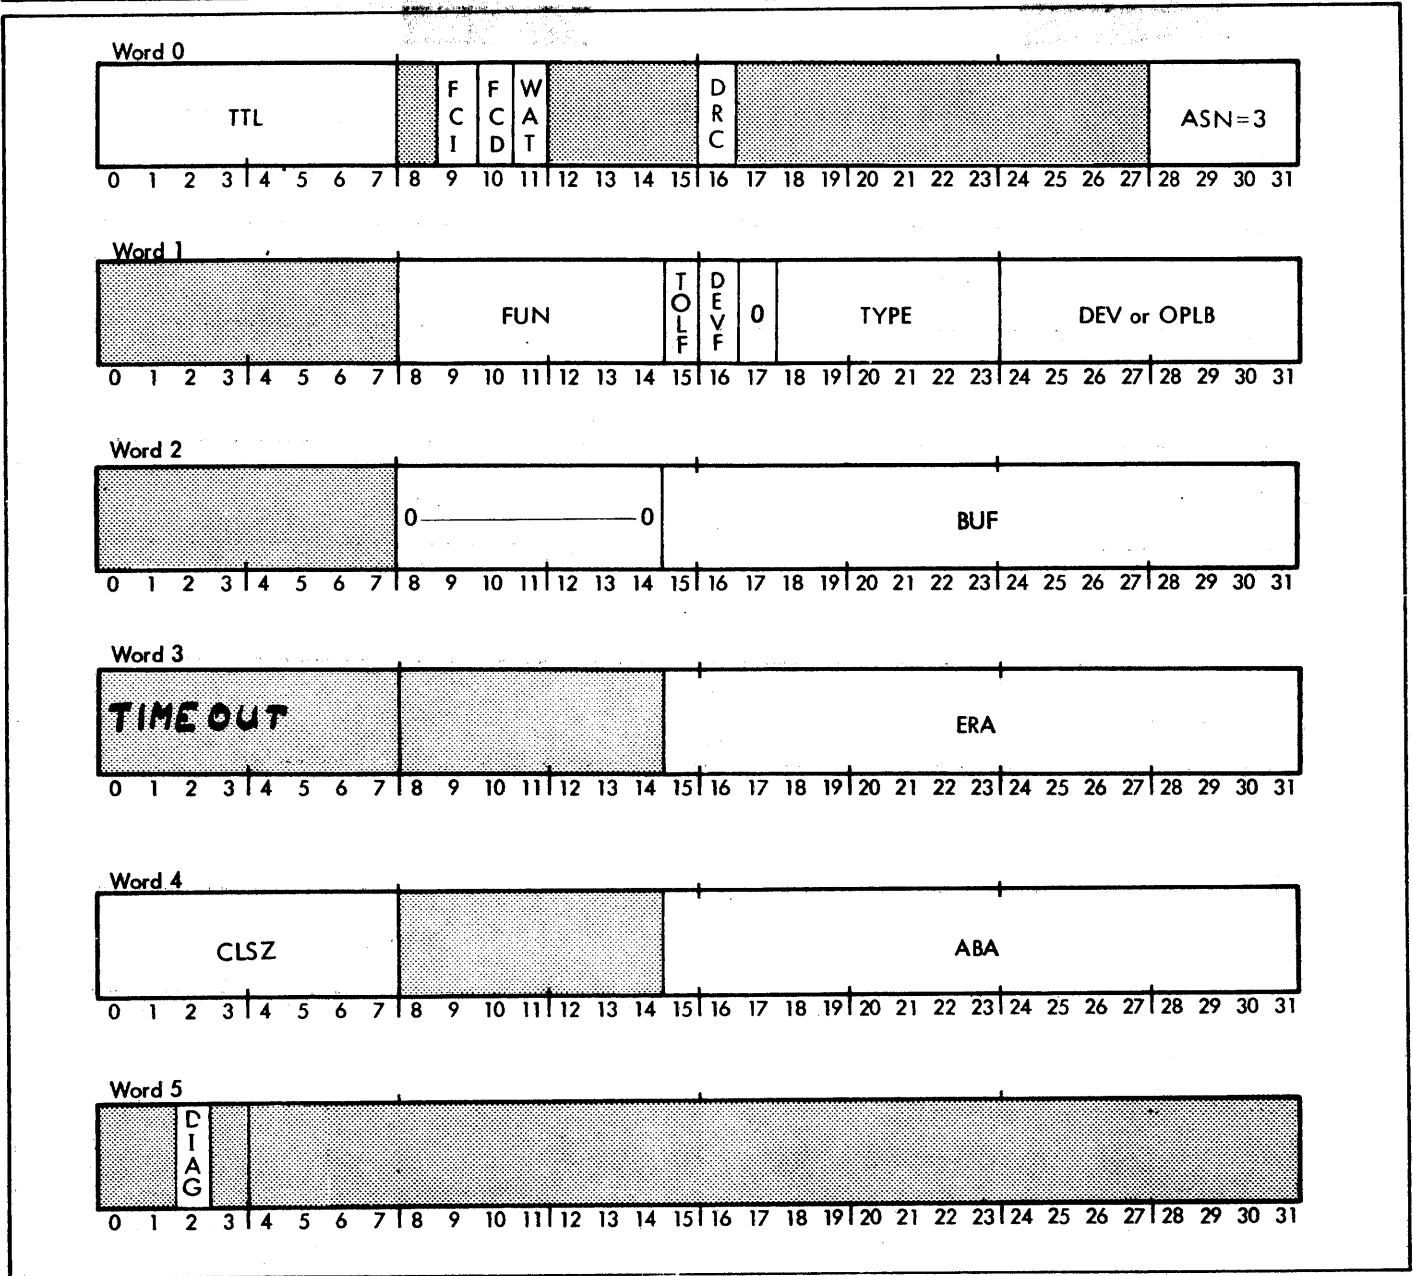 Word 0
TTL FCI FCD WAT DRC ASN=3
0 1 2 3 4 5 6 7 8 9 10 11 12 13 14 15 16 17 18 19 20 21 22 23 24 25 26 27 28 29 30 31
Word 1
FUN TOLF DEVF 0 TYPE DEV or OPLB
0 1 2 3 4 5 6 7 8 9 10 11 12 13 14 15 16 17 18 19 20 21 22 23 24 25 26 27 28 29 30 31
Word 2
0 0 BUF
0 1 2 3 4 5 6 7 8 9 10 11 12 13 14 15 16 17 18 19 20 21 22 23 24 25 26 27 28 29 30 31
Word 3
TIMEOUT ERA
0 1 2 3 4 5 6 7 8 9 10 11 12 13 14 15 16 17 18 19 20 21 22 23 24 25 26 27 28 29 30 31
Word 4
CLSZ ABA
0 1 2 3 4 5 6 7 8 9 10 11 12 13 14 15 16 17 18 19 20 21 22 23 24 25 26 27 28 29 30 31
Word 5
DIAG
0 1 2 3 4 5 6 7 8 9 10 11 12 13 14 15 16 17 18 19 20 21 22 23 24 25 26 27 28 29 30 31